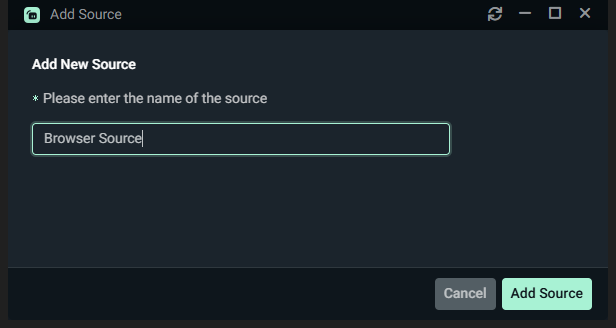 Add Source
Add New Source
* Please enter the name of the source
Browser Source
Cancel
Add Source